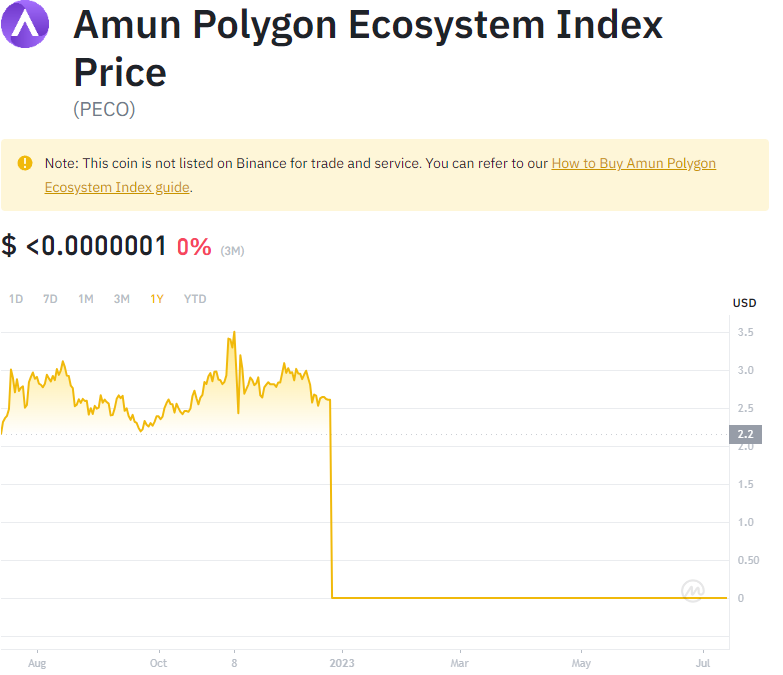 Amun Polygon Ecosystem Index
Price
(PECO)
Note: This coin is not listed on Binance for trade and service. You can refer to our How to Buy Amun Polygon
Ecosystem Index guide.
$ <0.0000001 0% (3M)
1D 7D 1M 3M 1Y YTD
USD
3.5
3.0
2.5
2.2
2.0
1.5
1.0
0.50
0
Aug Oct 8 2023 Mar May Jul